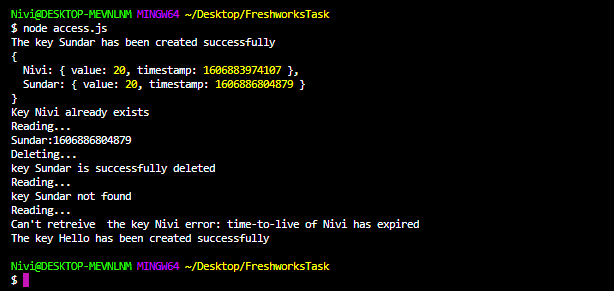 Nivi@DESKTOP-MEVNLNM MINGW64 ~/Desktop/FreshworksTask
$ node access.js
The key Sundar has been created successfully
{
  Nivi: { value: 20, timestamp: 1606883974107 },
  Sundar: { value: 20, timestamp: 1606886804879 }
}
Key Nivi already exists
Reading...
Sundar:1606886804879
Deleting...
key Sundar is successfully deleted
Reading...
key Sundar not found
Reading...
Can't retreive  the key Nivi error: time-to-live of Nivi has expired
The key Hello has been created successfully
Nivi@DESKTOP-MEVNLNM MINGW64 ~/Desktop/FreshworksTask
$